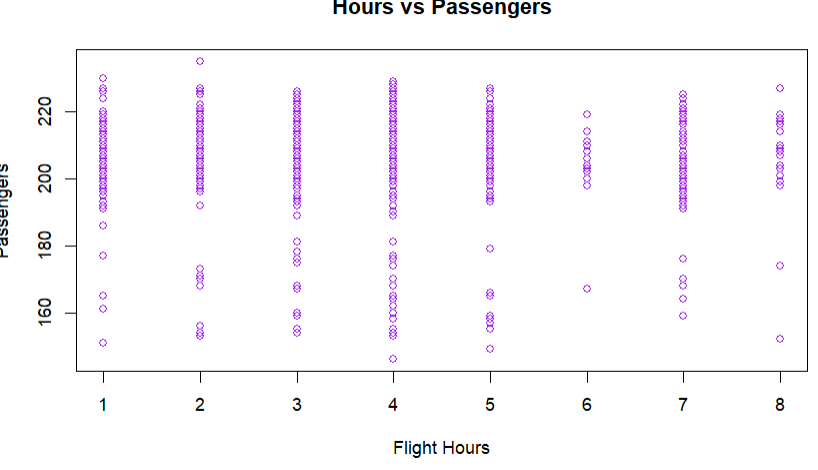 Hours vs Passengers
Passengers
220
200
180
160
1 2 3 4 5 6 7 8
Flight Hours